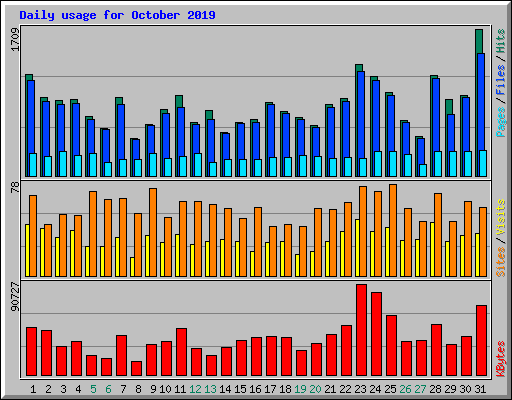 Daily usage for October 2019
1709
Pages / Files / Hits
78
Sites / Visits
90727
KBytes
1 2 3 4 5 6 7 8 9 10 11 12 13 14 15 16 17 18 19 20 21 22 23 24 25 26 27 28 29 30 31